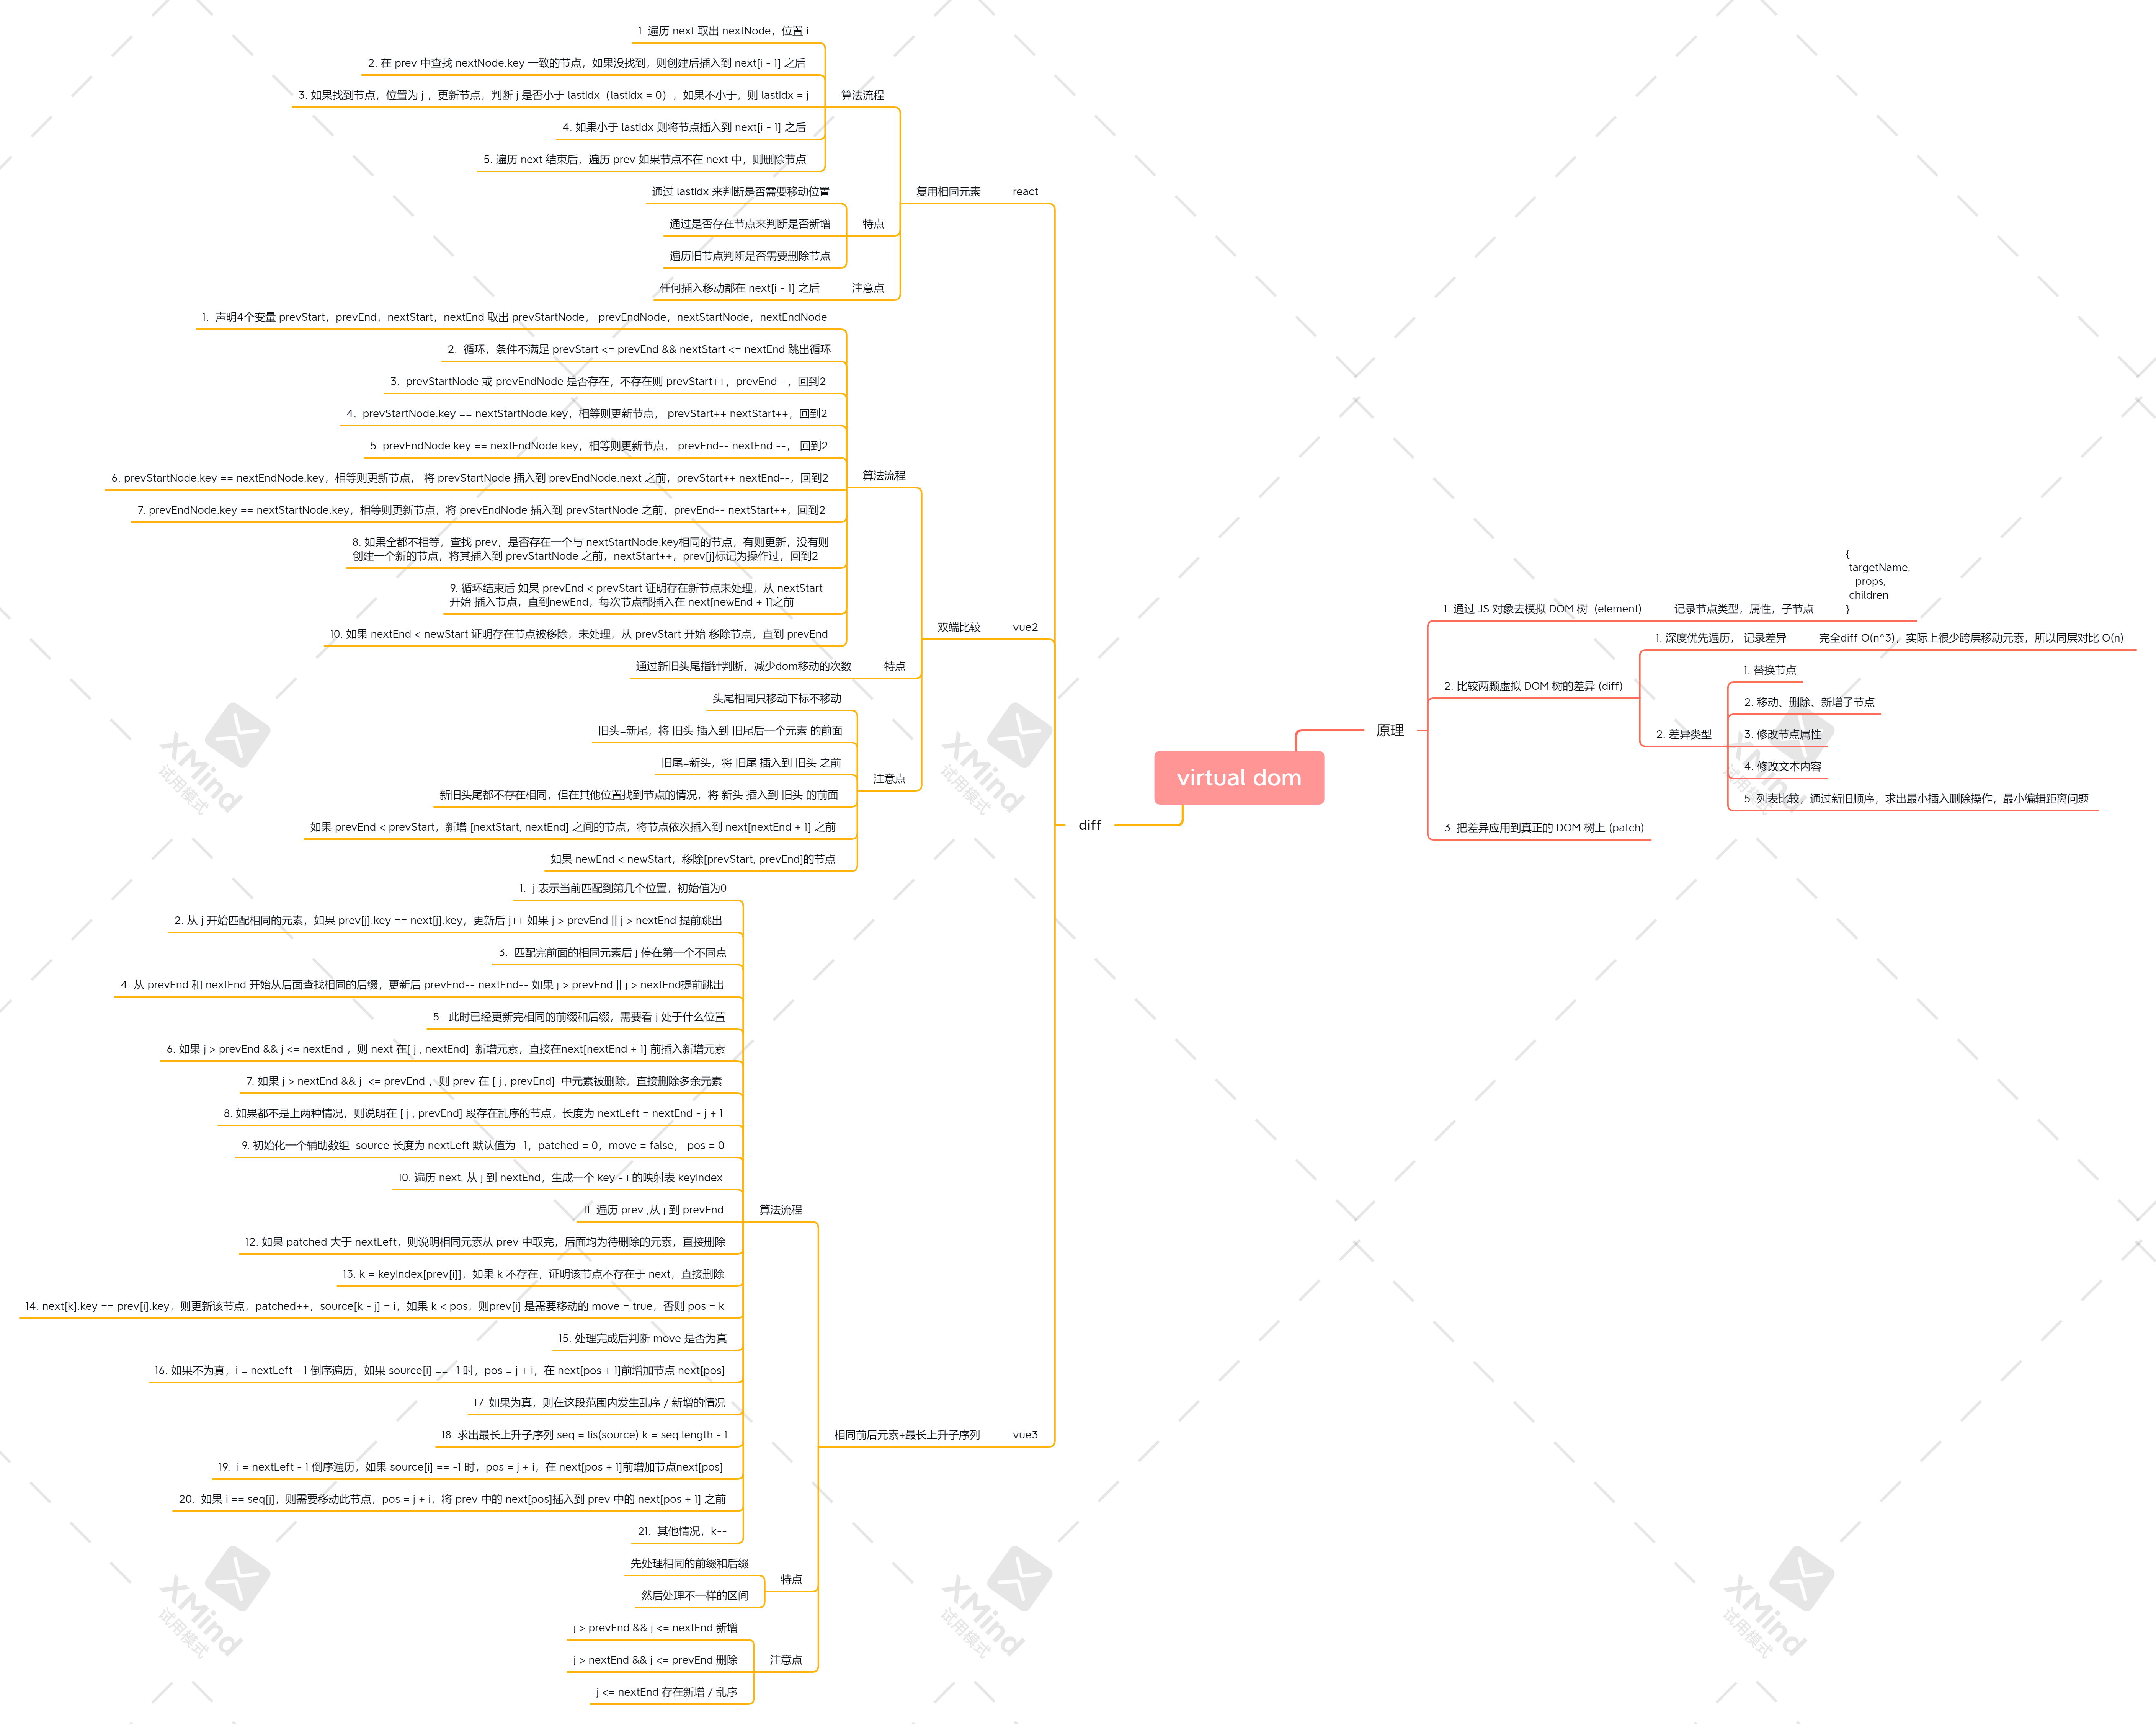 1. 遍历 next 取出 nextNode，位置 i
2. 在 prev 中查找 nextNode.key 一致的节点，如果没找到，则创建后插入到 next[i - 1] 之后
3. 如果找到节点，位置为 j ，更新节点，判断 j 是否小于 lastIdx（lastIdx = 0），如果不小于，则 lastIdx = j
4. 如果小于 lastIdx 则将节点插入到 next[i - 1] 之后
5. 遍历 next 结束后，遍历 prev 如果节点不在 next 中，则删除节点
算法流程
通过 lastIdx 来判断是否需要移动位置
通过是否存在节点来判断是否新增
遍历旧节点判断是否需要删除节点
特点
任何插入移动都在 next[i - 1] 之后
注意点
复用相同元素
react
1. 声明4个变量 prevStart，prevEnd，nextStart，nextEnd 取出 prevStartNode， prevEndNode，nextStartNode，nextEndNode
2. 循环，条件不满足 prevStart <= prevEnd && nextStart <= nextEnd 跳出循环
3. prevStartNode 或 prevEndNode 是否存在，不存在则 prevStart++，prevEnd--，回到2
4. prevStartNode.key == nextStartNode.key，相等则更新节点， prevStart++ nextStart++，回到2
5. prevEndNode.key == nextEndNode.key，相等则更新节点， prevEnd-- nextEnd --， 回到2
6. prevStartNode.key == nextEndNode.key，相等则更新节点， 将 prevStartNode 插入到 prevEndNode.next 之前，prevStart++ nextEnd--，回到2
7. prevEndNode.key == nextStartNode.key，相等则更新节点，将 prevEndNode 插入到 prevStartNode 之前，prevEnd-- nextStart++，回到2
8. 如果全都不相等，查找 prev，是否存在一个与 nextStartNode.key相同的节点，有则更新，没有则
创建一个新的节点，将其插入到 prevStartNode 之前，nextStart++，prev[j]标记为操作过，回到2
9. 循环结束后 如果 prevEnd < prevStart 证明存在新节点未处理，从 nextStart
开始 插入节点，直到newEnd，每次节点都插入在 next[newEnd + 1]之前
10. 如果 nextEnd < newStart 证明存在节点被移除，未处理，从 prevStart 开始 移除节点，直到 prevEnd
算法流程
通过新旧头尾指针判断，减少dom移动的次数
特点
头尾相同只移动下标不移动
旧头=新尾，将 旧头 插入到 旧尾后一个元素 的前面
旧尾=新头，将 旧尾 插入到 旧头 之前
新旧头尾都不存在相同，但在其他位置找到节点的情况，将 新头 插入到 旧头 的前面
如果 prevEnd < prevStart，新增 [nextStart, nextEnd] 之间的节点，将节点依次插入到 next[nextEnd + 1] 之前
如果 newEnd < newStart，移除[prevStart, prevEnd]的节点
注意点
双端比较
vue2
1. j 表示当前匹配到第几个位置，初始值为0
2. 从 j 开始匹配相同的元素，如果 prev[j].key == next[j].key，更新后 j++ 如果 j > prevEnd || j > nextEnd 提前跳出
3. 匹配完前面的相同元素后 j 停在第一个不同点
4. 从 prevEnd 和 nextEnd 开始从后面查找相同的后缀，更新后 prevEnd-- nextEnd-- 如果 j > prevEnd || j > nextEnd提前跳出
5. 此时已经更新完相同的前缀和后缀，需要看 j 处于什么位置
6. 如果 j > prevEnd && j <= nextEnd ，则 next 在[ j , nextEnd] 新增元素，直接在next[nextEnd + 1] 前插入新增元素
7. 如果 j > nextEnd && j <= prevEnd ，则 prev 在 [ j , prevEnd] 中元素被删除，直接删除多余元素
8. 如果都不是上两种情况，则说明在 [ j , prevEnd] 段存在乱序的节点，长度为 nextLeft = nextEnd - j + 1
9. 初始化一个辅助数组 source 长度为 nextLeft 默认值为 -1，patched = 0，move = false， pos = 0
10. 遍历 next, 从 j 到 nextEnd，生成一个 key - i 的映射表 keyIndex
11. 遍历 prev ,从 j 到 prevEnd
12. 如果 patched 大于 nextLeft，则说明相同元素从 prev 中取完，后面均为待删除的元素，直接删除
13. k = keyIndex[prev[i]]，如果 k 不存在，证明该节点不存在于 next，直接删除
14. next[k].key == prev[i].key，则更新该节点，patched++，source[k - j] = i，如果 k < pos，则prev[i] 是需要移动的 move = true，否则 pos = k
15. 处理完成后判断 move 是否为真
16. 如果不为真，i = nextLeft - 1 倒序遍历，如果 source[i] == -1 时，pos = j + i，在 next[pos + 1]前增加节点 next[pos]
17. 如果为真，则在这段范围内发生乱序 / 新增的情况
18. 求出最长上升子序列 seq = lis(source) k = seq.length - 1
19. i = nextLeft - 1 倒序遍历，如果 source[i] == -1 时，pos = j + i，在 next[pos + 1]前增加节点next[pos]
20. 如果 i == seq[j]，则需要移动此节点，pos = j + i，将 prev 中的 next[pos]插入到 prev 中的 next[pos + 1] 之前
21. 其他情况，k--
算法流程
先处理相同的前缀和后缀
然后处理不一样的区间
特点
j > prevEnd && j <= nextEnd 新增
j > nextEnd && j <= prevEnd 删除
j <= nextEnd 存在新增 / 乱序
注意点
相同前后元素+最长上升子序列
vue3
diff
virtual dom
原理
1. 通过 JS 对象去模拟 DOM 树（element）
记录节点类型，属性，子节点
{
targetName,
props,
children
}
2. 比较两颗虚拟 DOM 树的差异 (diff)
1. 深度优先遍历， 记录差异
完全diff O(n^3)，实际上很少跨层移动元素，所以同层对比 O(n)
2. 差异类型
1. 替换节点
2. 移动、删除、新增子节点
3. 修改节点属性
4. 修改文本内容
5. 列表比较，通过新旧顺序，求出最小插入删除操作，最小编辑距离问题
3. 把差异应用到真正的 DOM 树上 (patch)
XMind
试用模式
XMind
试用模式
XMind
试用模式
XMind
试用模式
XMind
试用模式
XMind
试用模式